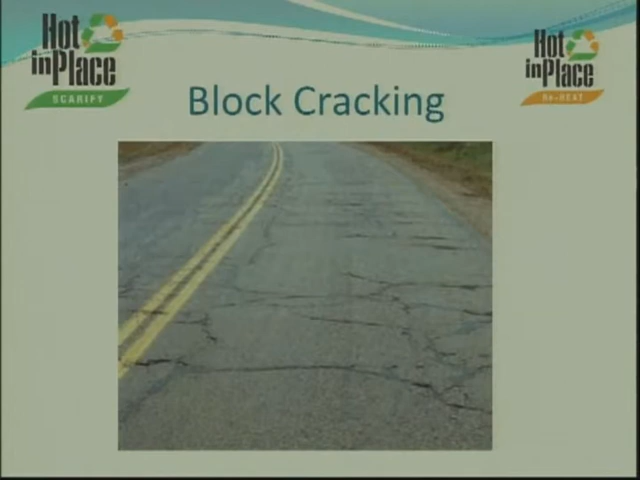 Hot
in Place
SCARIFY
Block Cracking
Hot
in Place
Re-HEAT